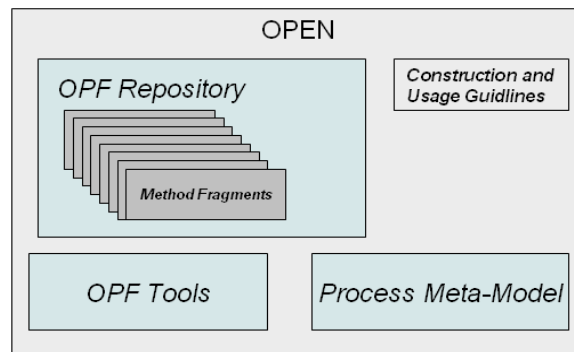 OPEN
OPF Repository
Construction and
Usage Guidlines
Method Fragments
OPF Tools
Process Meta-Model